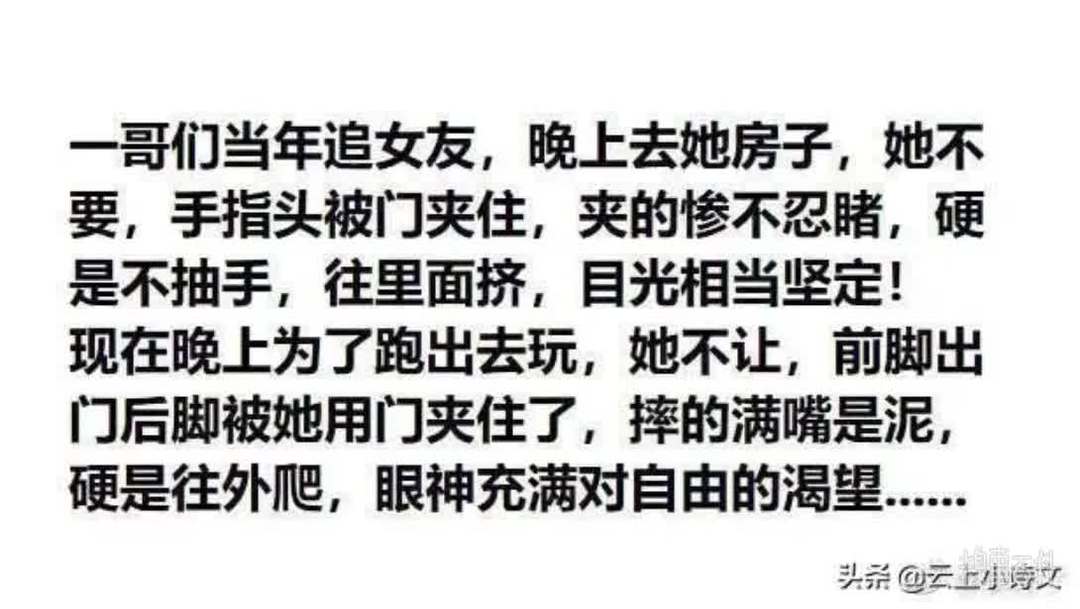 一哥们当年追女友，晚上去她房子，她不
要，手指头被门夹住，夹的惨不忍睹，硬
是不抽手，往里面挤，目光相当坚定！
现在晚上为了跑出去玩，她不让，前脚出
门后脚被她用门夹住了，摔的满嘴是泥，
硬是往外爬，眼神充满对自由的渴望......
头条 @云上小诗文